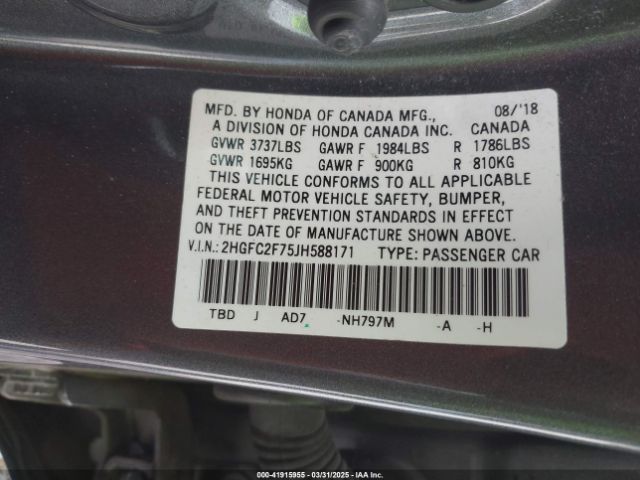 MFD. BY HONDA OF CANADA MFG., 08/'18
A DIVISION OF HONDA CANADA INC. CANADA
GVWR 3737LBS GAWR F 1984LBS R 1786LBS
GVWR 1695KG GAWR F 900KG R 810KG
THIS VEHICLE CONFORMS TO ALL APPLICABLE
FEDERAL MOTOR VEHICLE SAFETY, BUMPER,
AND THEFT PREVENTION STANDARDS IN EFFECT
ON THE DATE OF MANUFACTURE SHOWN ABOVE.
V.I.N.: 2HGFC2F75JH588171 TYPE: PASSENGER CAR
TBD J AD7 -NH797M -A -H
000-41915955 - 03/31/2025 - IAA Inc.